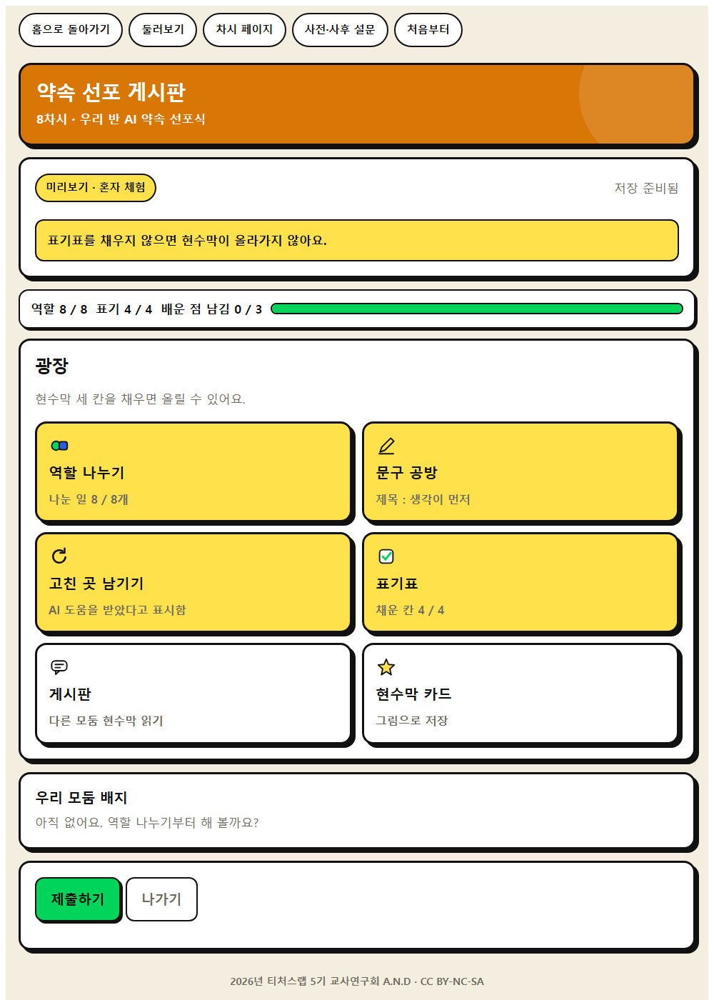 홈으로 돌아가기
둘러보기
차시 페이지
사전·사후 설문
처음부터
약속 선포 게시판
8차시 · 우리 반 AI 약속 선포식
미리보기 · 혼자 체험
저장 준비됨
표기표를 채우지 않으면 현수막이 올라가지 않아요.
역할 8 / 8 표기 4 / 4 배운 점 남김 0 / 3
광장
현수막 세 칸을 채우면 올릴 수 있어요.
역할 나누기
나눈 일 8 / 8개
문구 공방
제목 : 생각이 먼저
고친 곳 남기기
AI 도움을 받았다고 표시함
표기표
채운 칸 4 / 4
게시판
다른 모둠 현수막 읽기
현수막 카드
그림으로 저장
우리 모둠 배지
아직 없어요. 역할 나누기부터 해 볼까요?
제출하기
나가기
2026년 티처스랩 5기 교사연구회 A.N.D · CC BY-NC-SA